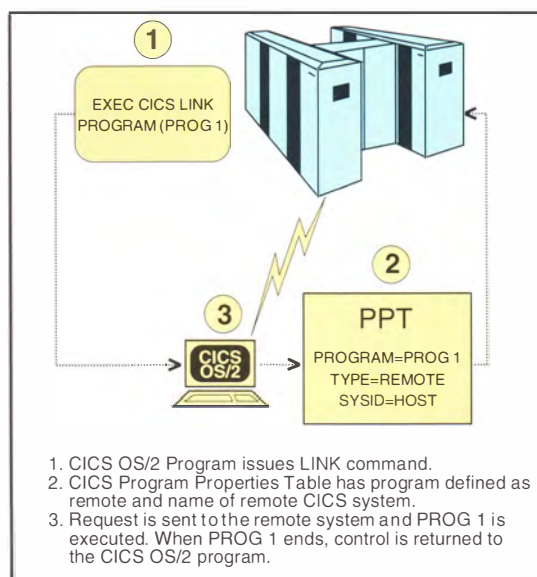 1
EXEC CICS LINK
PROGRAM (PROG 1)
2
3
CICS
OS/2
PPT
PROGRAM=PROG 1
TYPE=REMOTE
SYSID=HOST
1. CICS OS/2 Program issues LINK command.
2. CICS Program Properties Table has program defined as
remote and name of remote CICS system.
3. Request is sent to the remote system and PROG 1 is
executed. When PROG 1 ends, control is returned to
the CICS OS/2 program.